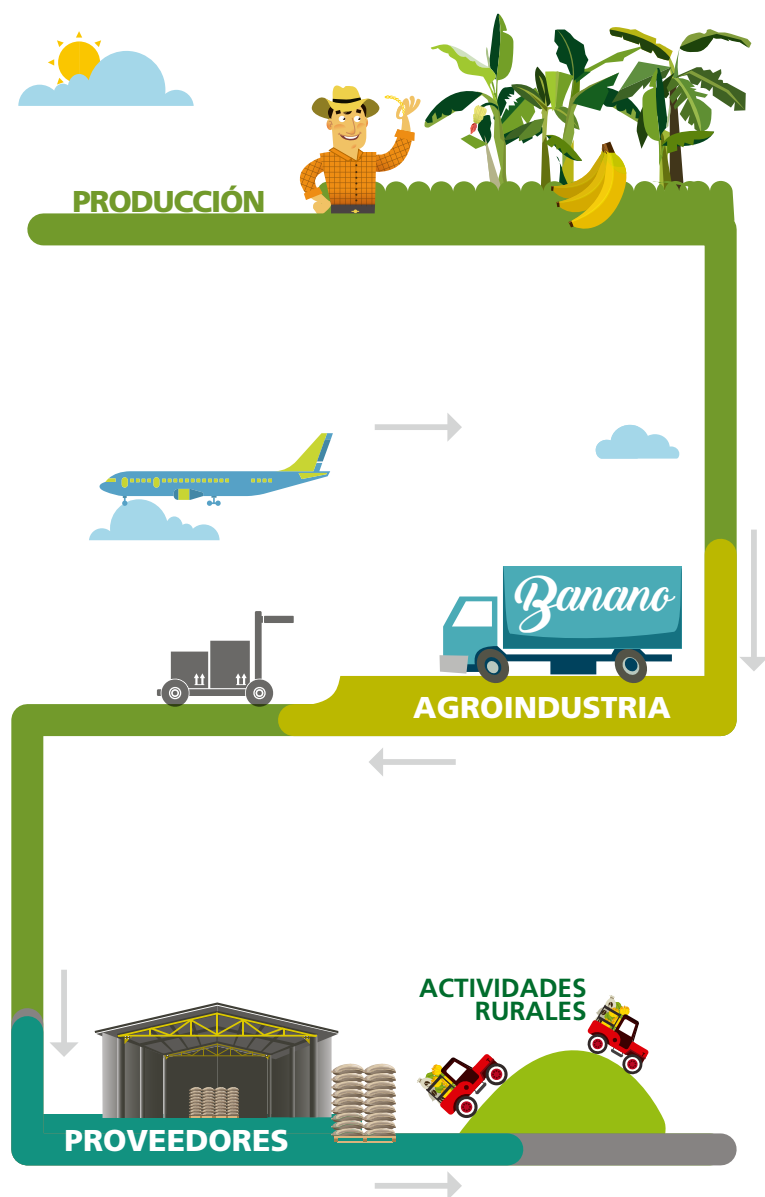 PRODUCCIÓN
Banano
AGROINDUSTRIA
ACTIVIDADES
RURALES
PROVEEDORES